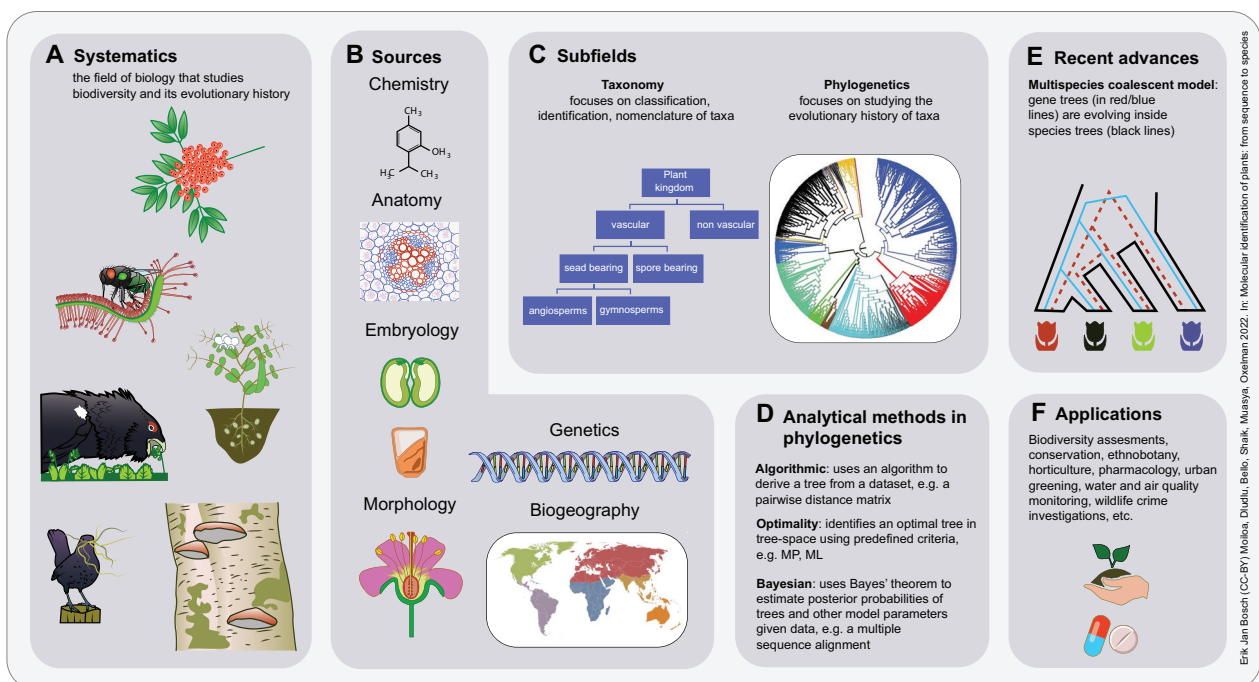 A Systematics
the field of biology that studies
biodiversity and its evolutionary history
B Sources
Chemistry
CH3
OH3
H3C
CH3
Anatomy
Embryology
Morphology
Genetics
Biogeography
C Subfields
Taxonomy
focuses on classification,
identification, nomenclature of taxa
Plant
kingdom
vascular
non vascular
sead bearing
spore bearing
angiosperms
gymnosperms
Phylogenetics
focuses on studying the
evolutionary history of taxa
D Analytical methods in
phylogenetics
Algorithmic: uses an algorithm to
derive a tree from a dataset, e.g. a
pairwise distance matrix
Optimality: identifies an optimal tree in
tree-space using predefined criteria,
e.g. MP, ML
Bayesian: uses Bayes' theorem to
estimate posterior probabilities of
trees and other model parameters
given data, e.g. a multiple
sequence alignment
E Recent advances
Multispecies coalescent model:
gene trees (in red/blue
lines) are evolving inside
species trees (black lines)
F Applications
Biodiversity assesments,
conservation, ethnobotany,
horticulture, pharmacology, urban
greening, water and air quality
monitoring, wildlife crime
investigations, etc.
Erik Jan Bosch (CC-BY) Moiloa, Dludlu, Bello, Shaik, Muasya, Oxelman 2022. In: Molecular identification of plants: from sequence to species